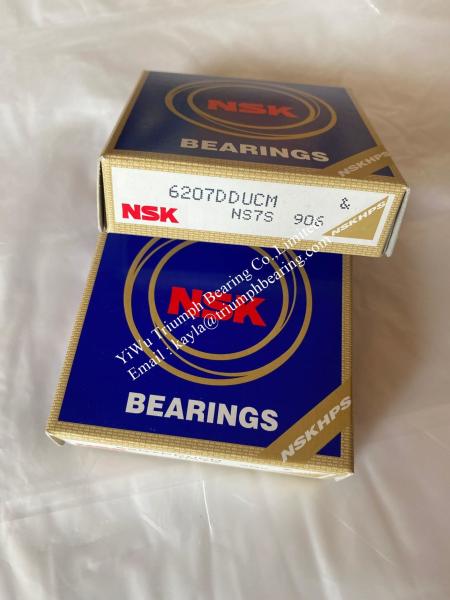 NSK
BEARINGS
NSKHPS
6207DDUCM &
NSK NS7S 906 NSKHPS
YiWu Triumph Bearing Co.,Limited
Email : kayla@triumphbearing.com
NSK
BEARINGS
NSKHPS